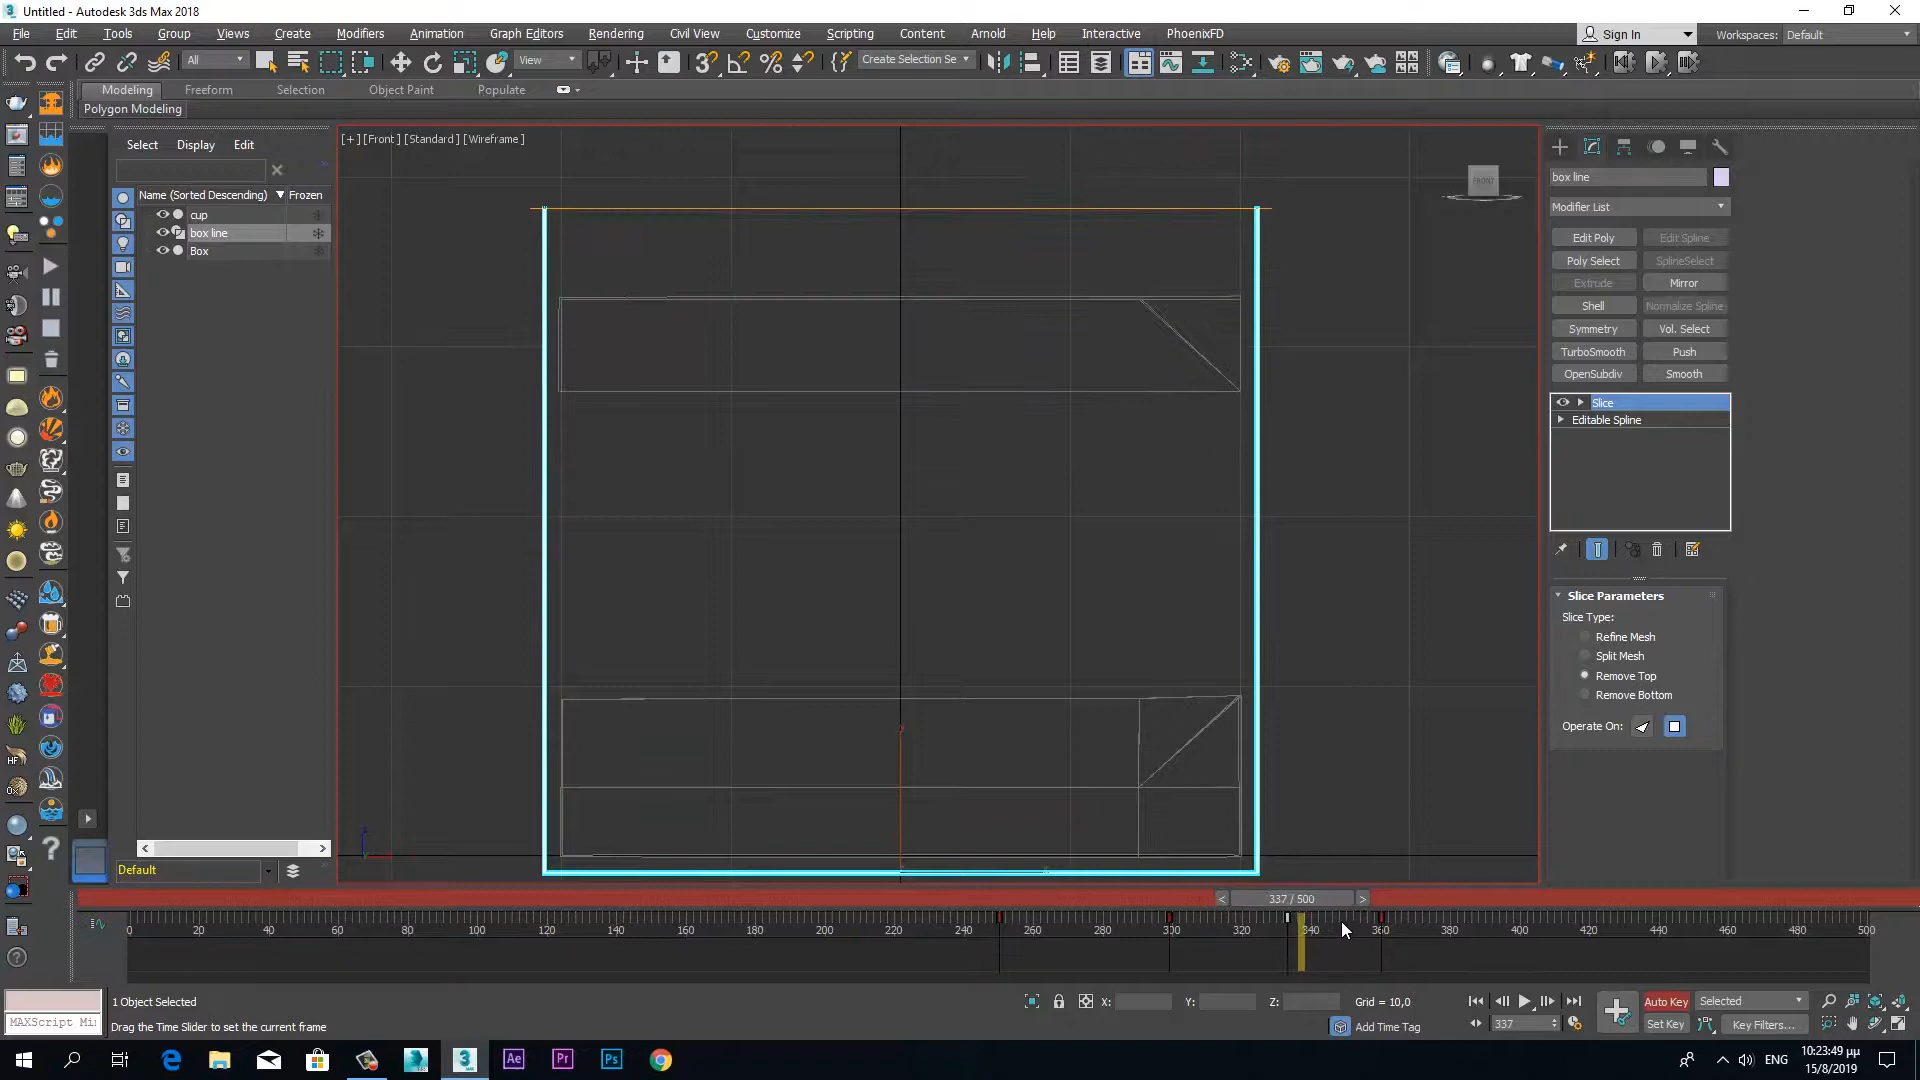 Untitled - Autodesk 3ds Max 2018
File Edit Tools Group Views Create Modifiers Animation Graph Editors Rendering Civil View Customize Scripting Content Arnold Help Interactive PhoenixFD Sign In Workspaces: Default
All View Create Selection Se
Modeling Freeform Selection Object Paint Populate
Polygon Modeling
Select Display Edit
[+] [Front ] [Standard ] [Wireframe ]
FRONT
Name (Sorted Descending) Frozen
cup
box line
Box
box line
Modifier List
Edit Poly Edit Spline
Poly Select SplineSelect
Extrude Mirror
Shell Normalize Spline
Symmetry Vol. Select
TurboSmooth Push
OpenSubdiv Smooth
Slice
Editable Spline
Slice Parameters
Slice Type:
Refine Mesh
Split Mesh
Remove Top
Remove Bottom
Operate On:
HF
Default
< 337 / 500 >
0 20 40 60 80 100 120 140 160 180 200 220 240 260 280 300 320 340 360 380 400 420 440 460 480 500
1 Object Selected
X: Y: Z: Grid = 10,0
Auto Key Selected
MAXScript Mi
Drag the Time Slider to set the current frame
Add Time Tag
337
Set Key Key Filters...
Ae Pr Ps
ENG
10:23:49 μμ
15/8/2019